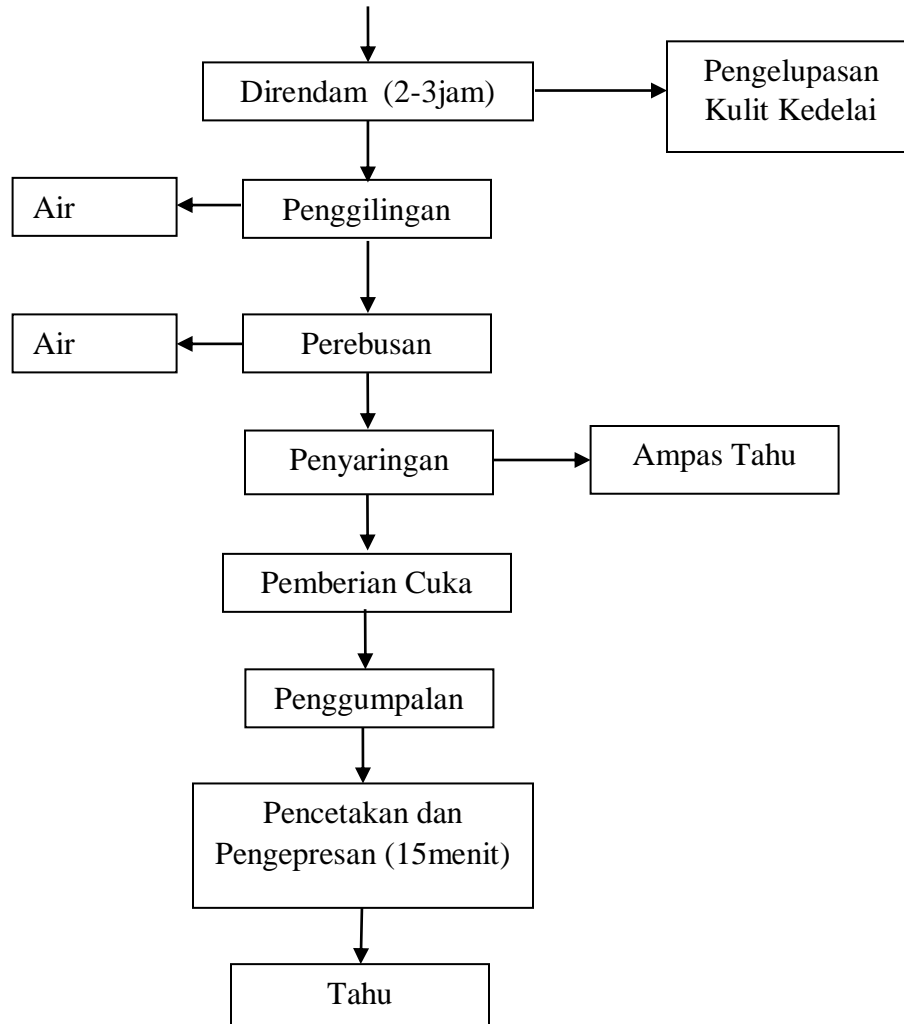 Direndam (2-3jam)
Pengelupasan
Kulit Kedelai
Air
Penggilingan
Air
Perebusan
Penyaringan
Ampas Tahu
Pemberian Cuka
Penggumpalan
Pencetakan dan
Pengepresan (15menit)
Tahu